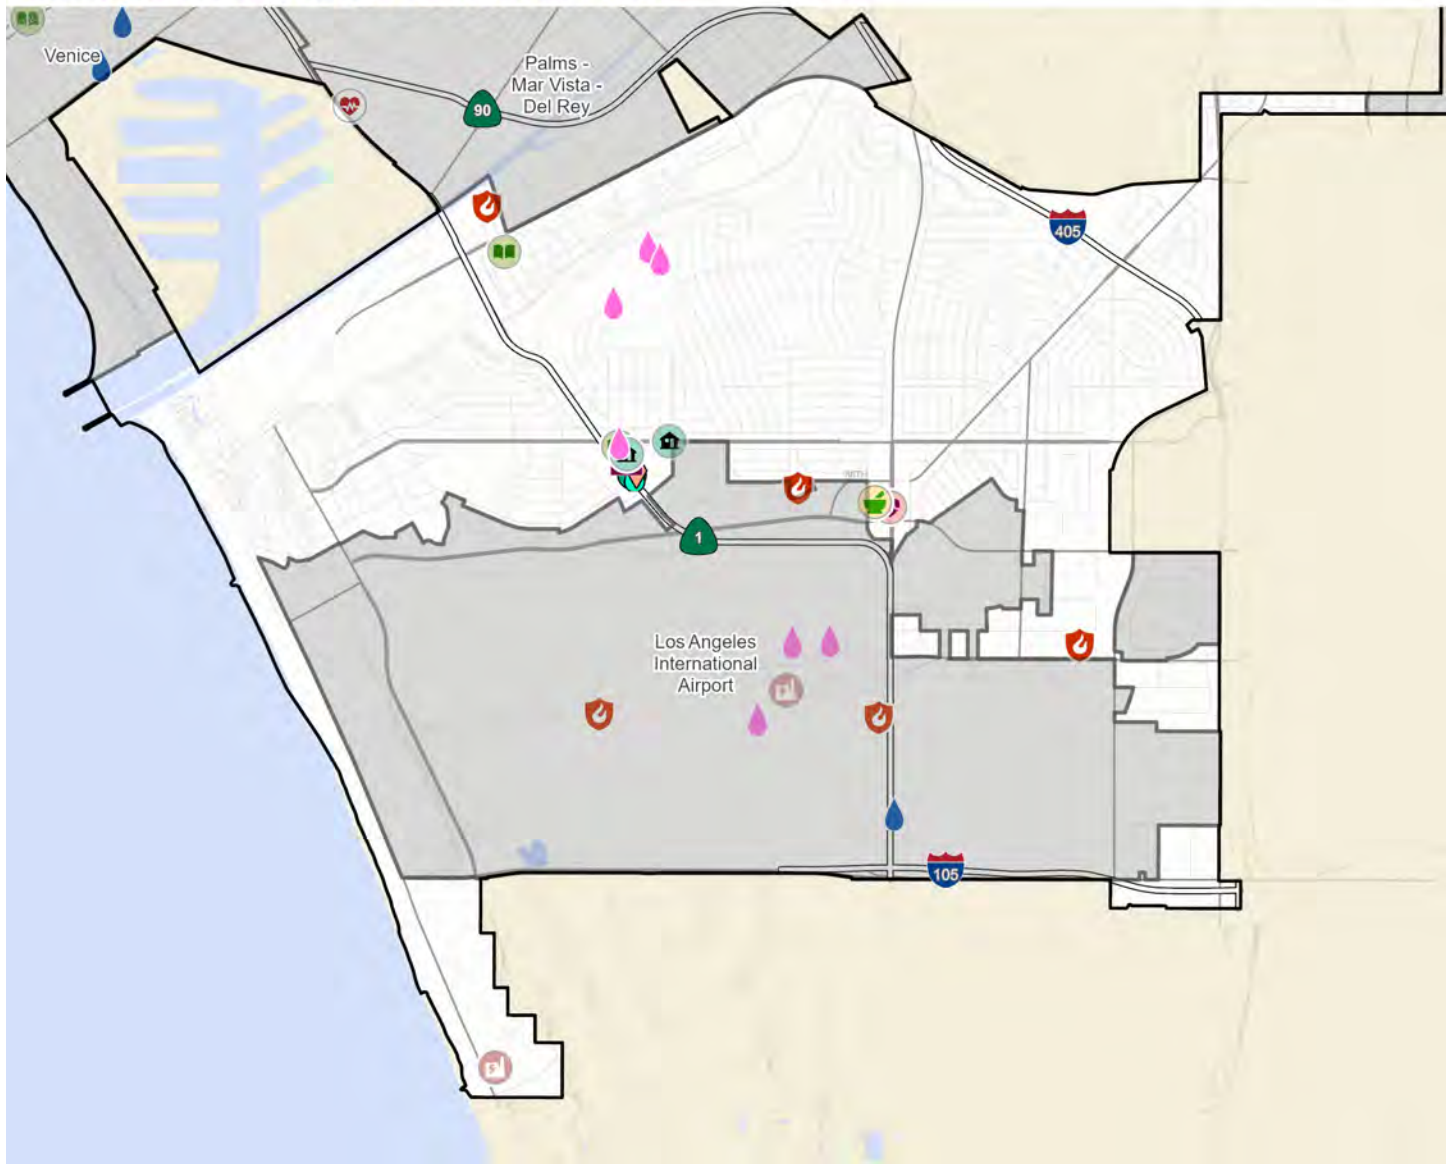 Venice
Palms -
Mar Vista -
Del Rey
90
405
1
Los Angeles
International
Airport
105